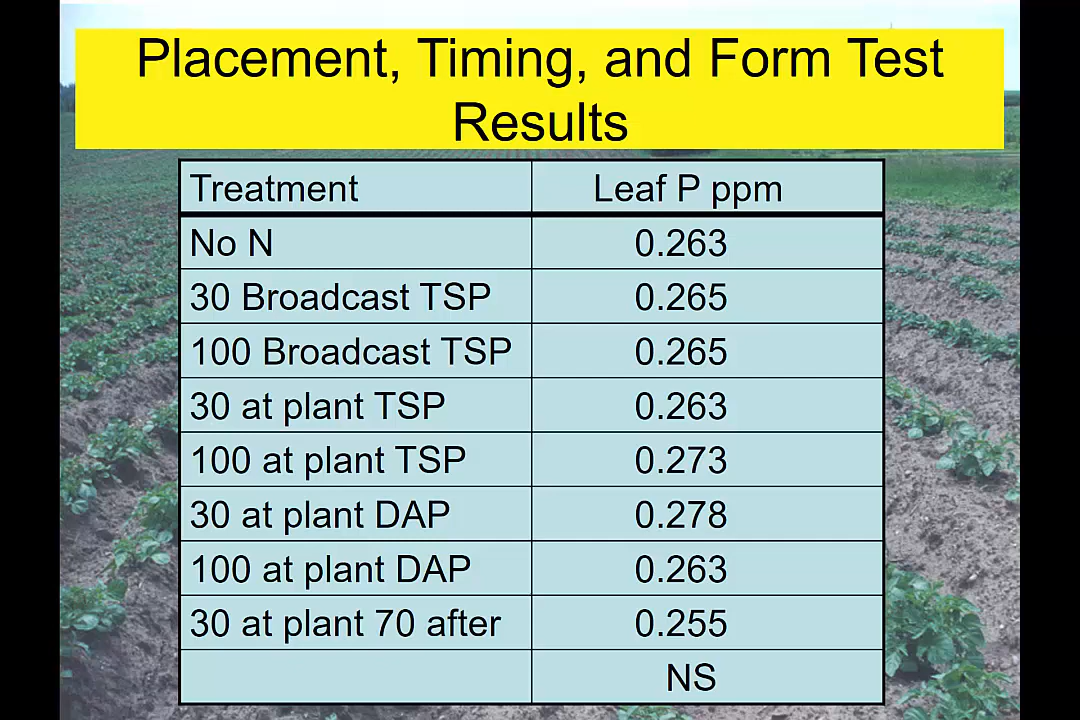 Placement, Timing, and Form Test
Results
Treatment Leaf P ppm
No N 0.263
30 Broadcast TSP 0.265
100 Broadcast TSP 0.265
30 at plant TSP 0.263
100 at plant TSP 0.273
30 at plant DAP 0.278
100 at plant DAP 0.263
30 at plant 70 after 0.255
NS